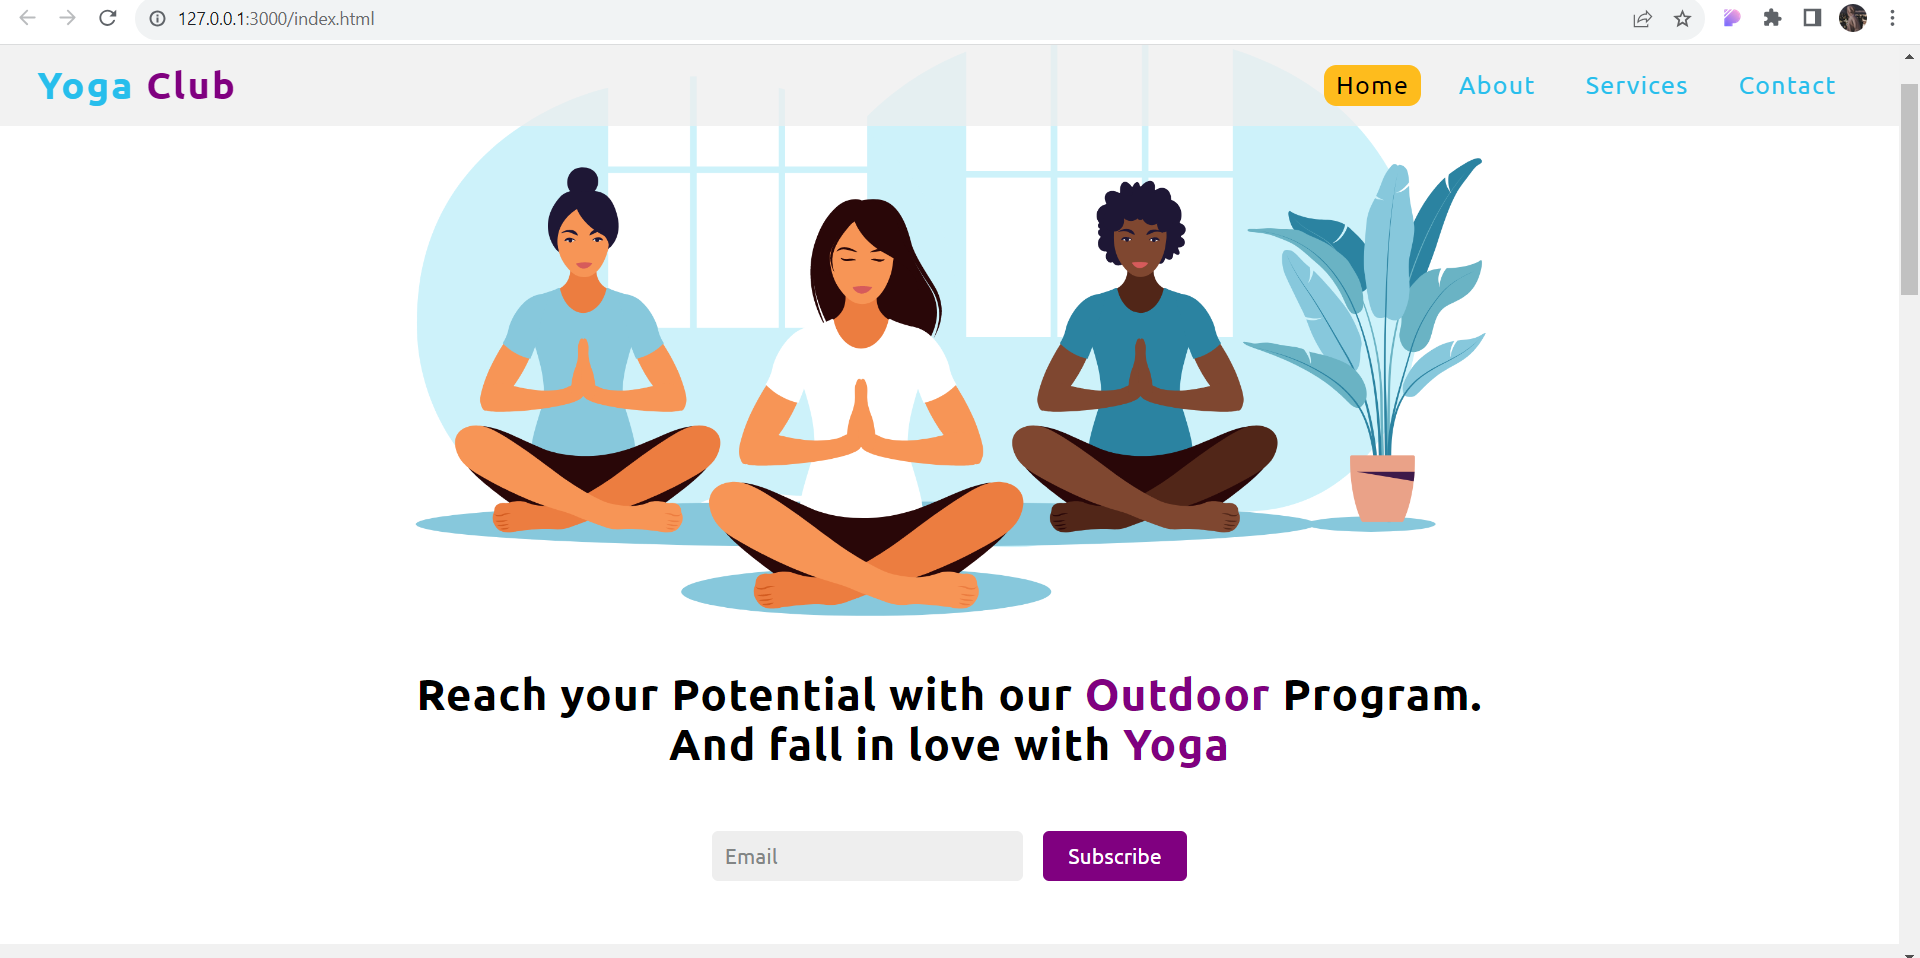 127.0.0.1:3000/index.html
Yoga Club Home About Services Contact
Reach your Potential with our Outdoor Program.
And fall in love with Yoga
Email Subscribe